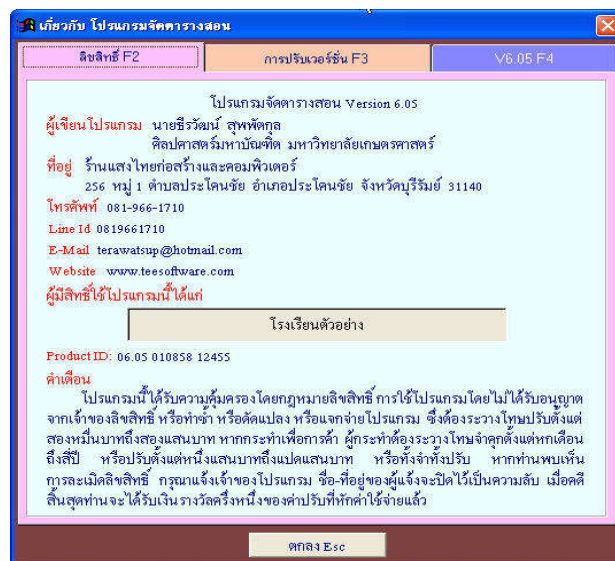 เกี่ยวกับ โปรแกรมจัดตารางสอน
ลิขสิทธิ์ F2
การปรับเวอร์ชั่น F3
V6.05 F4
โปรแกรมจัดตารางสอน Version 6.05
ผู้เขียนโปรแกรม นายธีรวัฒน์ สุพพัตกุล
ศิลปศาสตร์มหาบัณฑิต มหาวิทยาลัยเกษตรศาสตร์
ที่อยู่ ร้านแสงไทยก่อสร้างและคอมพิวเตอร์
256 หมู่ 1 ตำบลประโคนชัย อำเภอประโคนชัย จังหวัดบุรีรัมย์ 31140
โทรศัพท์ 081-966-1710
Line Id 0819661710
E-Mail terawatsup@hotmail.com
Website www.teesoftware.com
ผู้มีสิทธิ์ใช้โปรแกรมนี้ได้แก่
โรงเรียนตัวอย่าง
Product ID: 06.05 010858 12455
คำเตือน
โปรแกรมนี้ได้รับความคุ้มครองโดยกฎหมายลิขสิทธิ์ การใช้โปรแกรมโดยไม่ได้รับอนุญาต
จากเจ้าของลิขสิทธิ์ หรือทำซ้ำ หรือดัดแปลง หรือแจกจ่ายโปรแกรม ซึ่งต้องระวางโทษปรับตั้งแต่
สองหมื่นบาทถึงสองแสนบาท หากกระทำเพื่อการค้า ผู้กระทำต้องระวางโทษจำคุกตั้งแต่หกเดือน
ถึงสี่ปี หรือปรับตั้งแต่หนึ่งแสนบาทถึงแปดแสนบาท หรือทั้งจำทั้งปรับ หากท่านพบเห็น
การละเมิดลิขสิทธิ์ กรุณาแจ้งเจ้าของโปรแกรม ชื่อ-ที่อยู่ของผู้แจ้งจะปิดไว้เป็นความลับ เมื่อคดี
สิ้นสุดท่านจะได้รับเงินรางวัลครึ่งหนึ่งของค่าปรับที่หักค่าใช้จ่ายแล้ว
ตกลง Esc